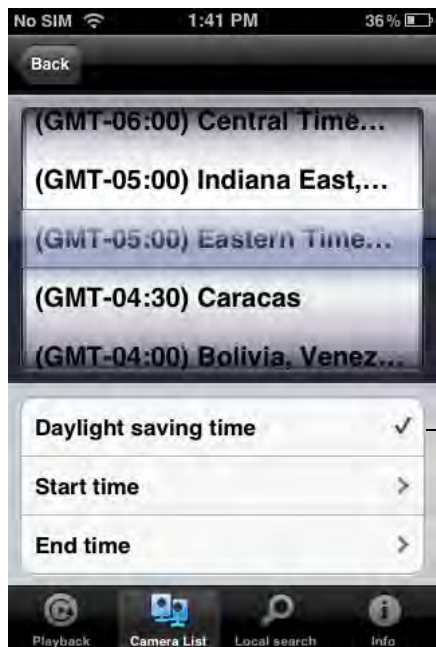 No SIM 1:41 PM 36%
Back
(GMT-06:00) Central Time...
(GMT-05:00) Indiana East,...
(GMT-05:00) Eastern Time...
(GMT-04:30) Caracas
(GMT-04:00) Bolivia, Venez...
Daylight saving time
Start time
End time
Playback Camera List Local search Info